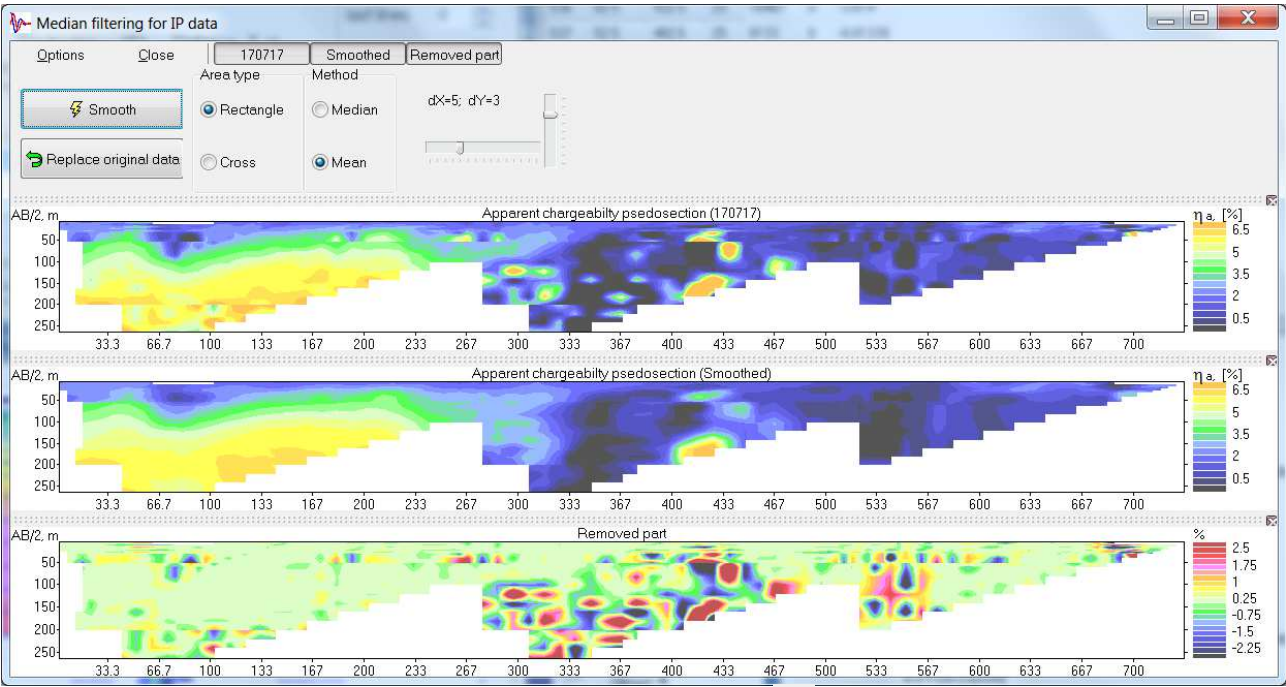 Median filtering for IP data
Options Close 170717 Smoothed Removed part
Area type Method
Smooth Rectangle Median dX=5; dY=3
Replace original data Cross Mean
AB/2, m Apparent chargeabilty psedosection (170717) η a, [%]
6.5
50
5
100
3.5
150
2
200
0.5
250
33.3 66.7 100 133 167 200 233 267 300 333 367 400 433 467 500 533 567 600 633 667 700
AB/2, m Apparent chargeabilty psedosection (Smoothed) η a, [%]
6.5
50
5
100
3.5
150
2
200
0.5
250
33.3 66.7 100 133 167 200 233 267 300 333 367 400 433 467 500 533 567 600 633 667 700
AB/2, m Removed part %
2.5
50
1.75
1
100
0.25
150
-0.75
200
-1.5
-2.25
250
33.3 66.7 100 133 167 200 233 267 300 333 367 400 433 467 500 533 567 600 633 667 700